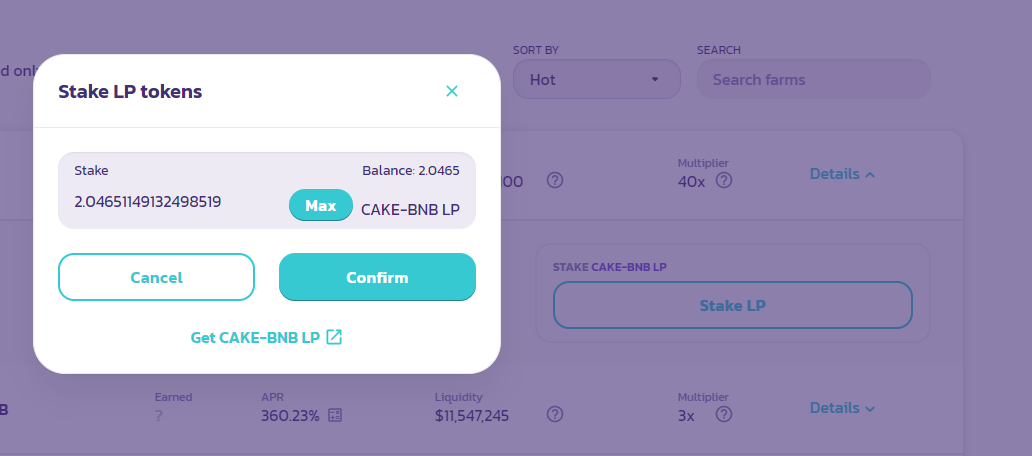 SORT BY
SEARCH
Hot
Search farms
Stake LP tokens
Stake
Balance: 2.0465
2.04651149132498519
Max
CAKE-BNB LP
Cancel
Confirm
Get CAKE-BNB LP
Multiplier
40x
Details
STAKE CAKE-BNB LP
Stake LP
Earned
?
APR
360.23%
Liquidity
$11,547,245
Multiplier
3x
Details